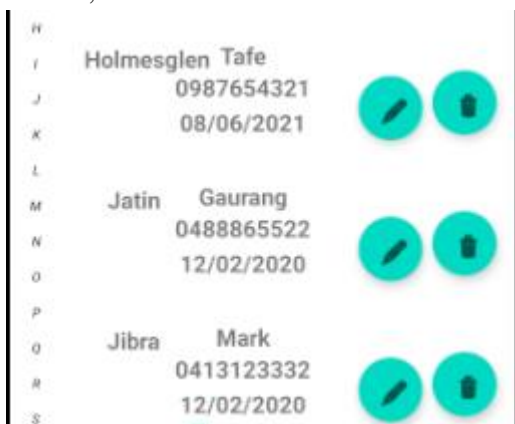 H
I
J
K
L
M
N
O
P
Q
R
S
Holmesglen Tafe
0987654321
08/06/2021
Jatin Gaurang
0488865522
12/02/2020
Jibra Mark
0413123332
12/02/2020